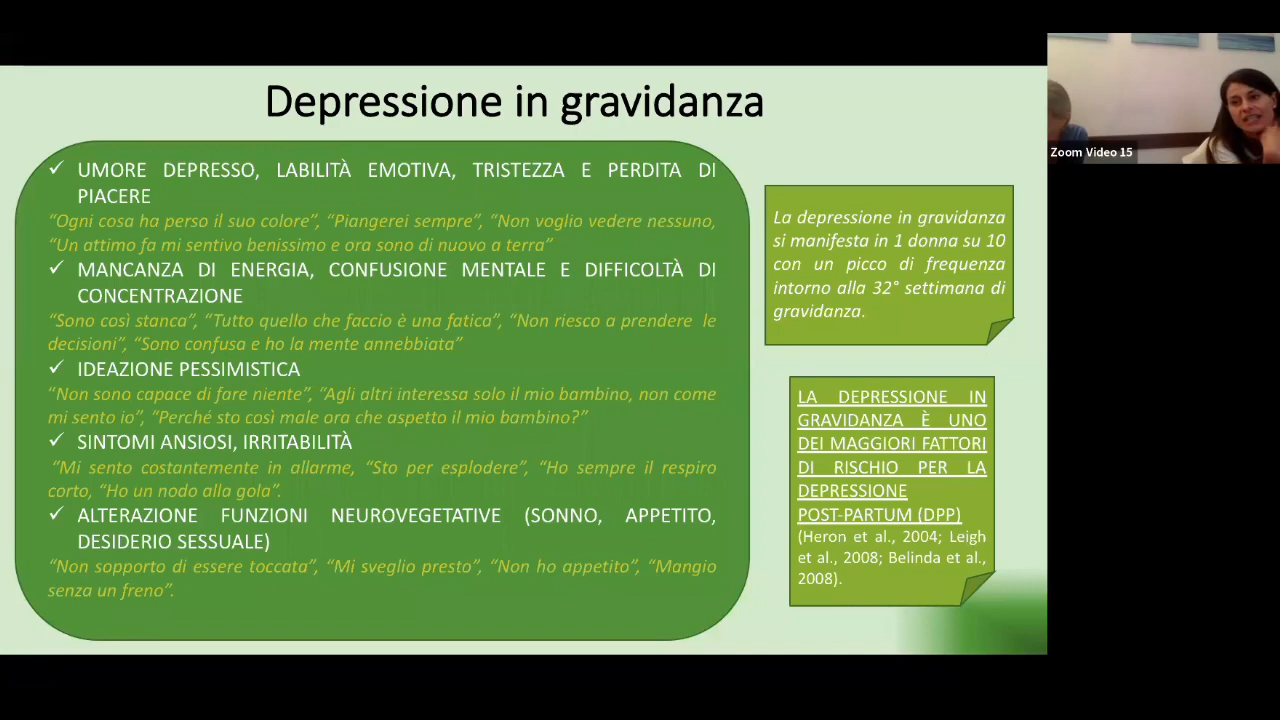 Depressione in gravidanza
✓ UMORE DEPRESSO, LABILITÀ EMOTIVA, TRISTEZZA E PERDITA DI
PIACERE
“Ogni cosa ha perso il suo colore”, “Piangerei sempre”, “Non voglio vedere nessuno,
“Un attimo fa mi sentivo benissimo e ora sono di nuovo a terra”
✓ MANCANZA DI ENERGIA, CONFUSIONE MENTALE E DIFFICOLTÀ DI
CONCENTRAZIONE
“Sono così stanca”, “Tutto quello che faccio è una fatica”, “Non riesco a prendere le
decisioni”, “Sono confusa e ho la mente annebbiata”
✓ IDEAZIONE PESSIMISTICA
“Non sono capace di fare niente”, “Agli altri interessa solo il mio bambino, non come
mi sento io”, “Perché sto così male ora che aspetto il mio bambino?”
✓ SINTOMI ANSIOSI, IRRITABILITÀ
“Mi sento costantemente in allarme, “Sto per esplodere”, “Ho sempre il respiro
corto, “Ho un nodo alla gola”.
✓ ALTERAZIONE FUNZIONI NEUROVEGETATIVE (SONNO, APPETITO,
DESIDERIO SESSUALE)
“Non sopporto di essere toccata”, “Mi sveglio presto”, “Non ho appetito”, “Mangio
senza un freno”.
La depressione in gravidanza
si manifesta in 1 donna su 10
con un picco di frequenza
intorno alla 32° settimana di
gravidanza.
LA DEPRESSIONE IN
GRAVIDANZA È UNO
DEI MAGGIORI FATTORI
DI RISCHIO PER LA
DEPRESSIONE
POST-PARTUM (DPP)
(Heron et al., 2004; Leigh
et al., 2008; Belinda et al.,
2008).
Zoom Video 15